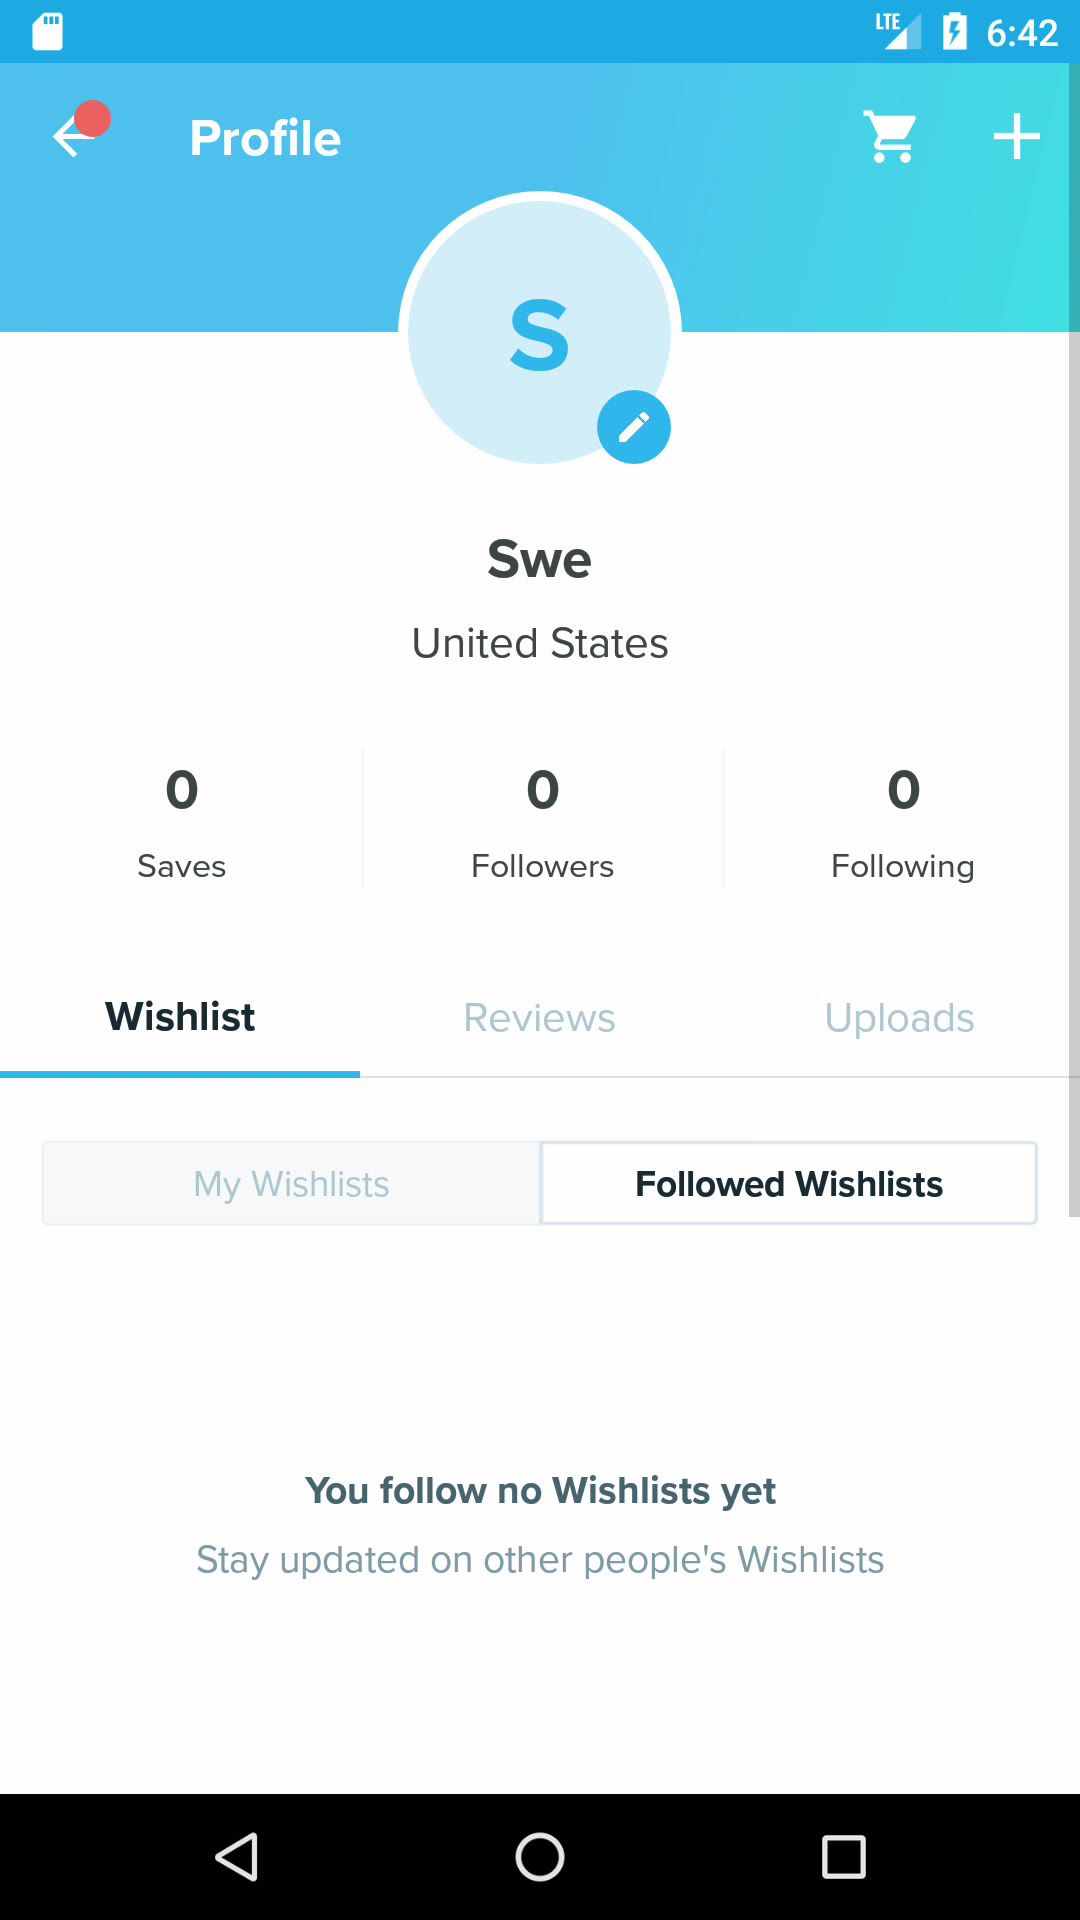 LTE 6:42
Profile
S
Swe
United States
0 0 0
Saves Followers Following
Wishlist Reviews Uploads
My Wishlists Followed Wishlists
You follow no Wishlists yet
Stay updated on other people's Wishlists